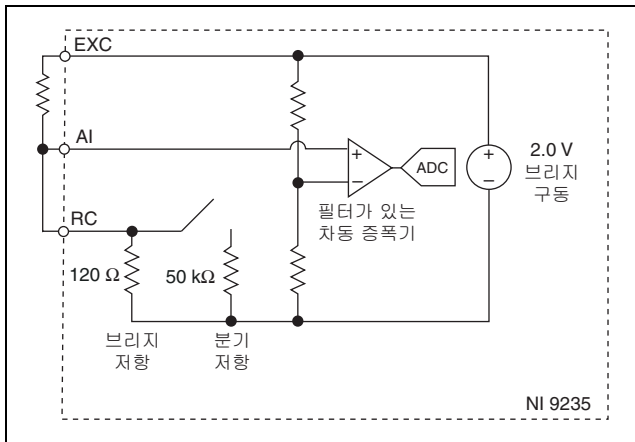 EXC
AI
+
−
ADC
+
−
2.0 V
브리지
구동
필터가 있는
차동 증폭기
RC
120 Ω
50 kΩ
브리지
저항
분기
저항
NI 9235